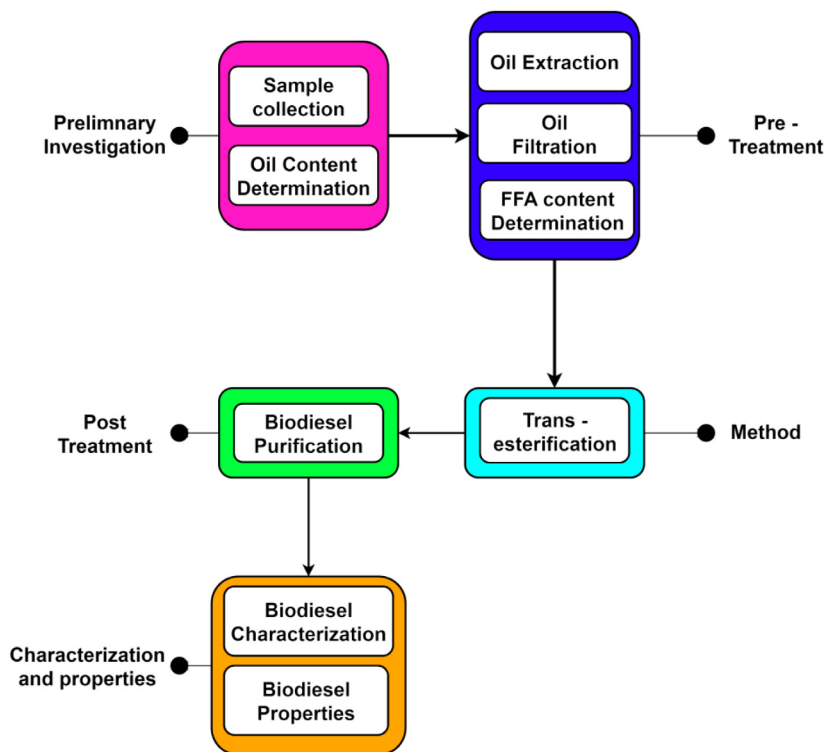 Prelimnary
Investigation
Sample
collection
Oil Content
Determination
Oil Extraction
Oil
Filtration
FFA content
Determination
Pre -
Treatment
Post
Treatment
Biodiesel
Purification
Trans -
esterification
Method
Characterization
and properties
Biodiesel
Characterization
Biodiesel
Properties